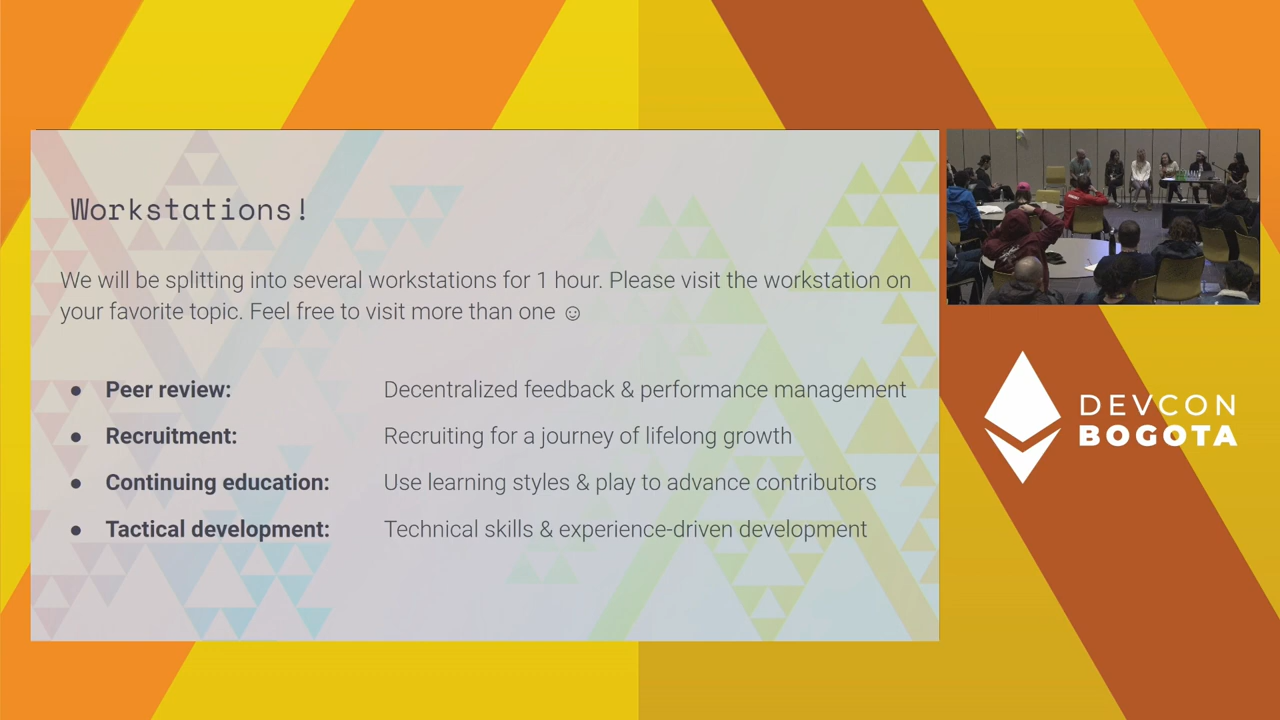 Workstations!
We will be splitting into several workstations for 1 hour. Please visit the workstation on
your favorite topic. Feel free to visit more than one ☺
● Peer review: Decentralized feedback & performance management
● Recruitment: Recruiting for a journey of lifelong growth
● Continuing education: Use learning styles & play to advance contributors
● Tactical development: Technical skills & experience-driven development
DEVCON
BOGOTA